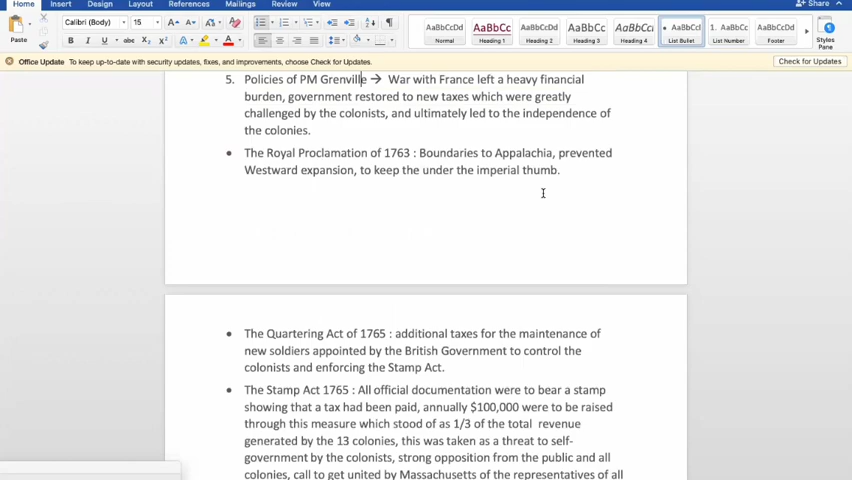 Home Insert Design Layout References Mailings Review View Share
Paste Calibri (Body) 15 AaBbCcDd AaBbCc AaBbCcDd AaBbCcDd AaBbCcDd AaBbCcI 1. AaBbCc AaBbCcDd
Normal Heading 1 Heading 2 Heading 3 Heading 4 List Bullet List Number Footer Styles Pane
Office Update To keep up-to-date with security updates, fixes, and improvements, choose Check for Updates. Check for Updates
5. Policies of PM Grenville → War with France left a heavy financial
burden, government restored to new taxes which were greatly
challenged by the colonists, and ultimately led to the independence of
the colonies.
• The Royal Proclamation of 1763 : Boundaries to Appalachia, prevented
Westward expansion, to keep the under the imperial thumb.
• The Quartering Act of 1765 : additional taxes for the maintenance of
new soldiers appointed by the British Government to control the
colonists and enforcing the Stamp Act.
• The Stamp Act 1765 : All official documentation were to bear a stamp
showing that a tax had been paid, annually $100,000 were to be raised
through this measure which stood of as 1/3 of the total revenue
generated by the 13 colonies, this was taken as a threat to self-
government by the colonists, strong opposition from the public and all
colonies, call to get united by Massachusetts of the representatives of all